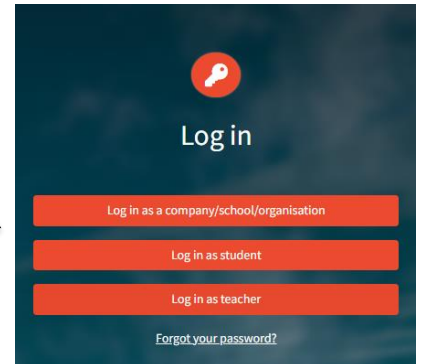 Log in
Log in as a company/school/organisation
Log in as student
Log in as teacher
Forgot your password?